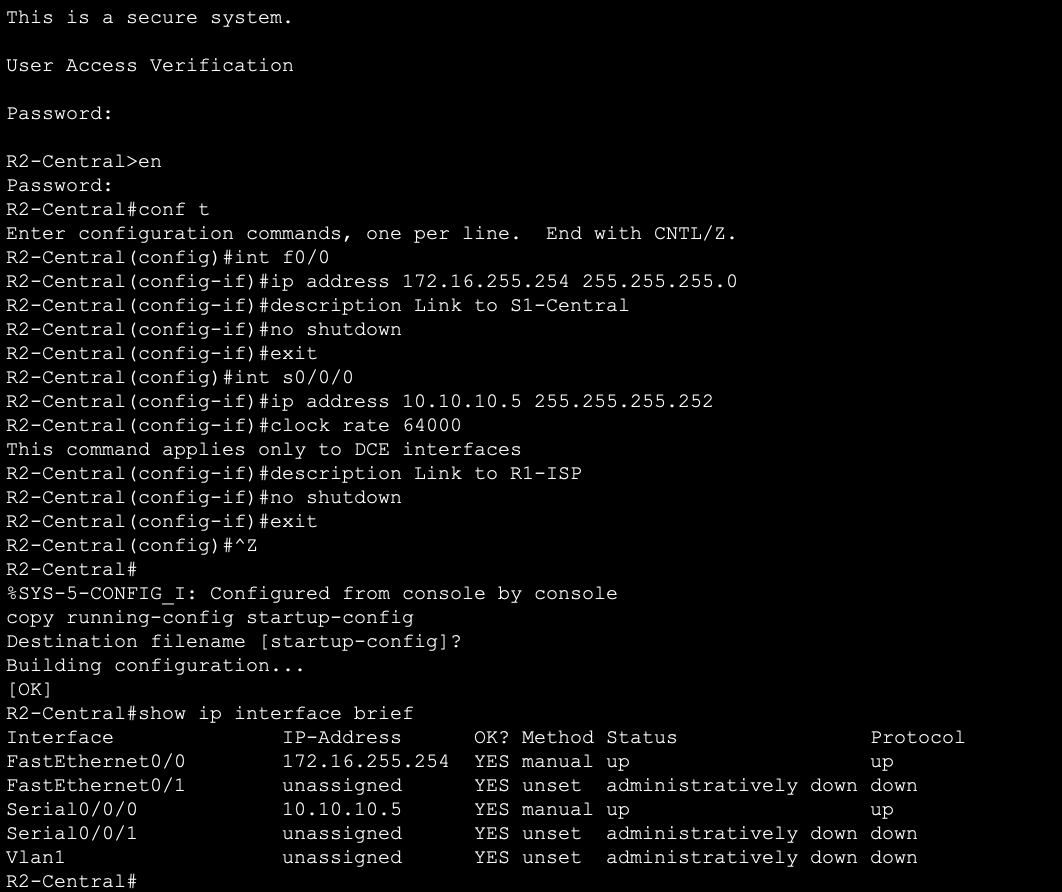 This is a secure system.
User Access Verification
Password:
R2-Central>en
Password:
R2-Central#conf t
Enter configuration commands, one per line.  End with CNTL/Z.
R2-Central(config)#int f0/0
R2-Central(config-if)#ip address 172.16.255.254 255.255.255.0
R2-Central(config-if)#description Link to S1-Central
R2-Central(config-if)#no shutdown
R2-Central(config-if)#exit
R2-Central(config)#int s0/0/0
R2-Central(config-if)#ip address 10.10.10.5 255.255.255.252
R2-Central(config-if)#clock rate 64000
This command applies only to DCE interfaces
R2-Central(config-if)#description Link to R1-ISP
R2-Central(config-if)#no shutdown
R2-Central(config-if)#exit
R2-Central(config)#^Z
R2-Central#
%SYS-5-CONFIG_I: Configured from console by console
copy running-config startup-config
Destination filename [startup-config]?
Building configuration...
[OK]
R2-Central#show ip interface brief
Interface              IP-Address      OK? Method Status                Protocol
FastEthernet0/0        172.16.255.254  YES manual up                    up
FastEthernet0/1        unassigned      YES unset  administratively down down
Serial0/0/0            10.10.10.5      YES manual up                    up
Serial0/0/1            unassigned      YES unset  administratively down down
Vlan1                  unassigned      YES unset  administratively down down
R2-Central#